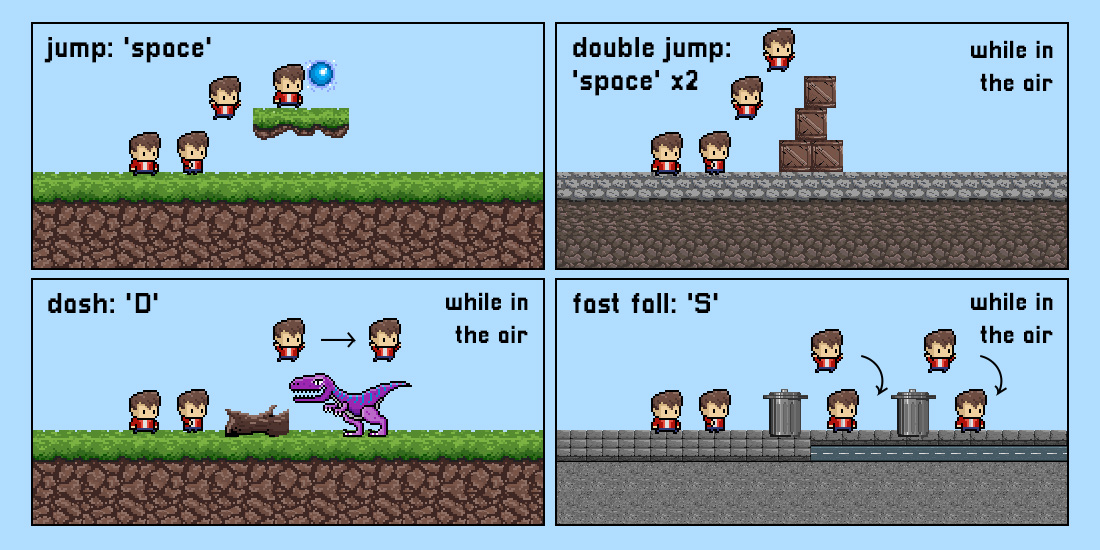 jump: 'space'
double jump:
'space' x2
while in
the air
dash: 'D'
while in
the air
fast fall: 'S'
while in
the air